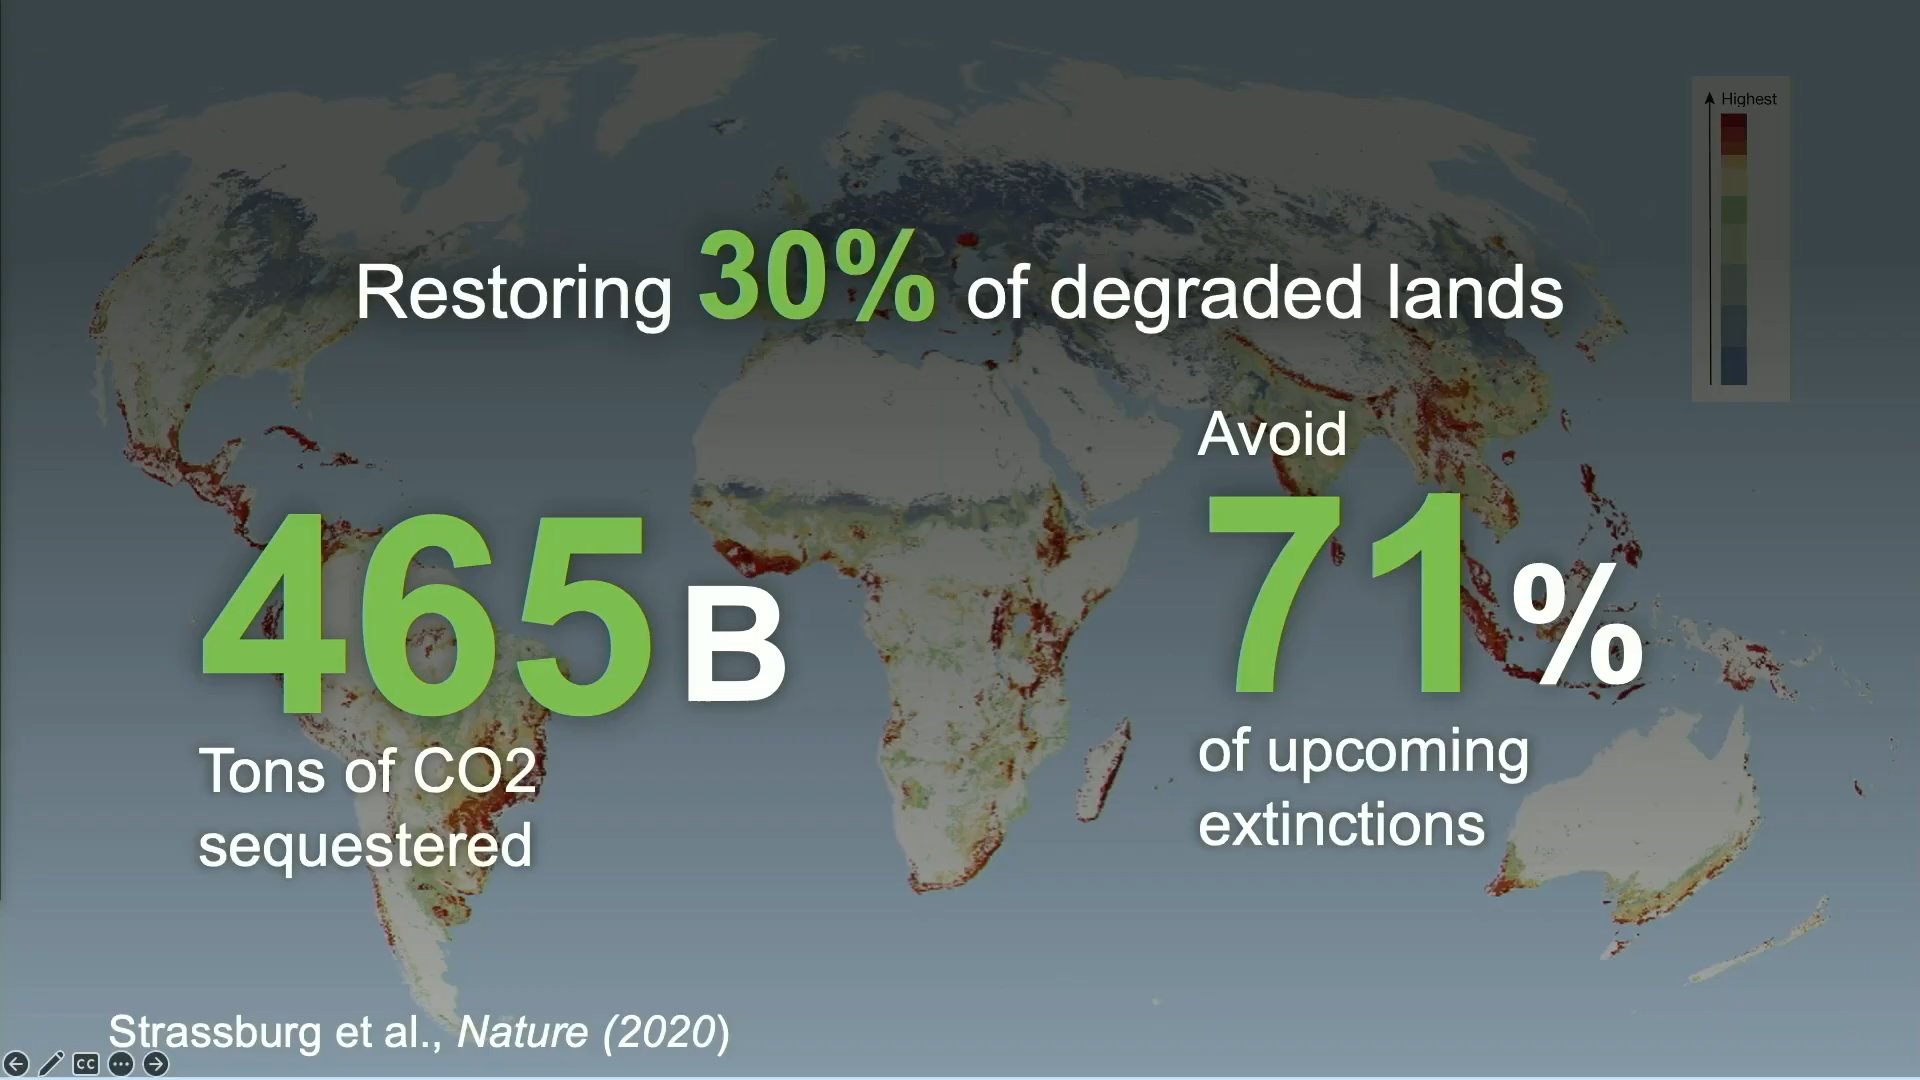 Highest
Restoring 30% of degraded lands
465 B
Tons of CO2
sequestered
Avoid
71%
of upcoming
extinctions
Strassburg et al., Nature (2020)
CC